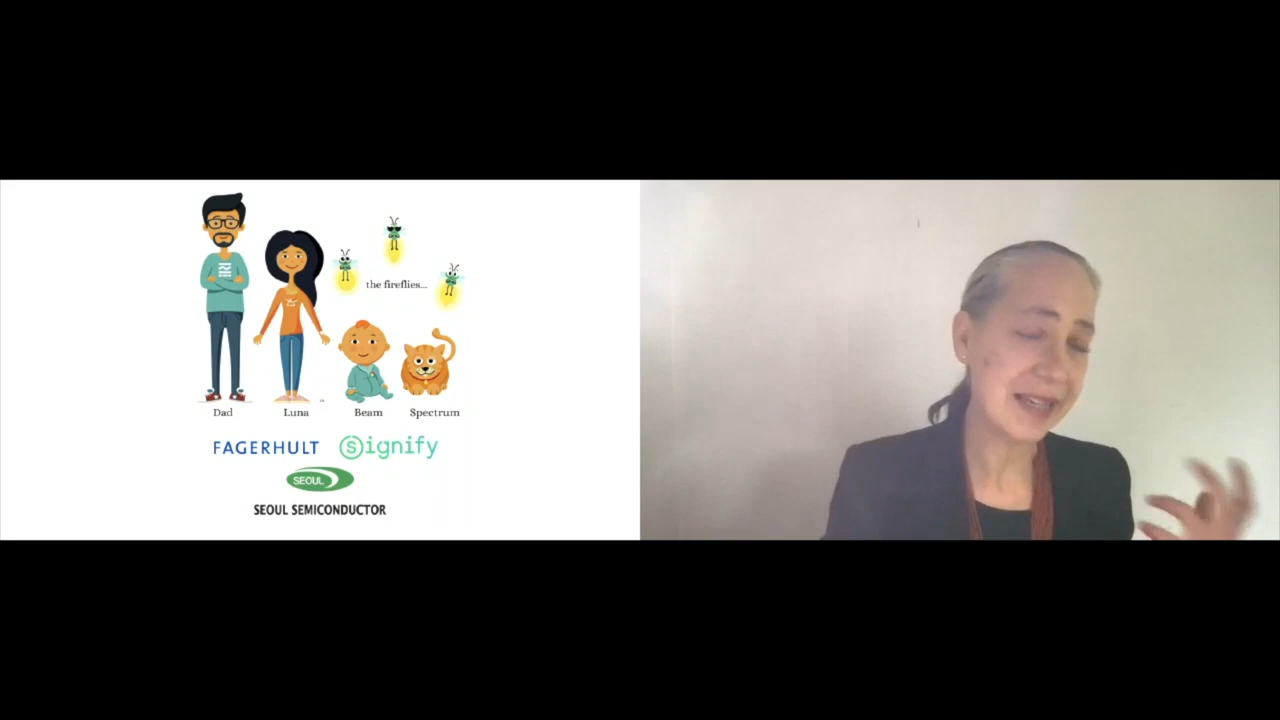 the fireflies...
Dad Luna Beam Spectrum
FAGERHULT signify
SEOUL
SEOUL SEMICONDUCTOR